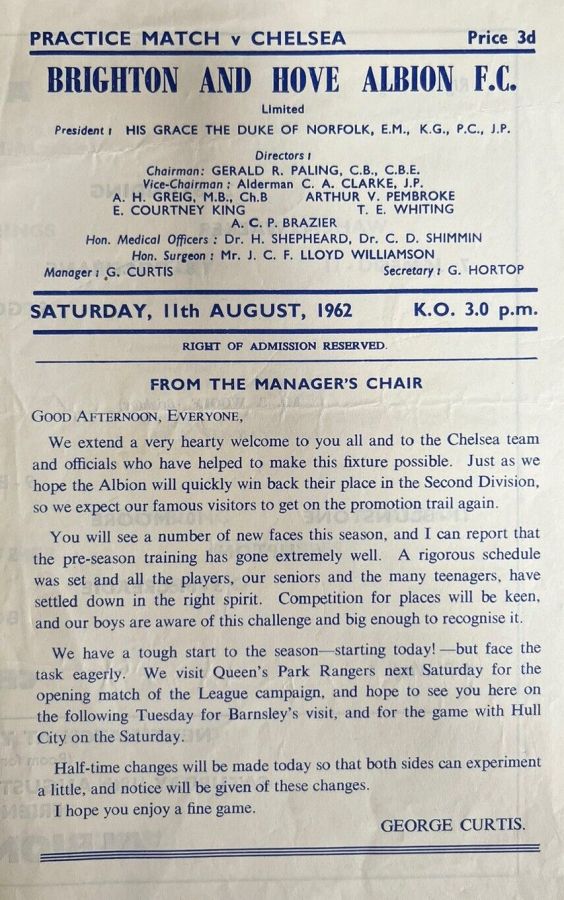 PRACTICE MATCH v CHELSEA Price 3d
BRIGHTON AND HOVE ALBION F.C.
Limited
President : HIS GRACE THE DUKE OF NORFOLK, E.M., K.G., P.C., J.P.
Directors :
Chairman: GERALD R. PALING, C.B., C.B.E.
Vice-Chairman : Alderman C. A. CLARKE, J.P.
A. H. GREIG, M.B., Ch.B ARTHUR V. PEMBROKE
E. COURTNEY KING T. E. WHITING
A. C. P. BRAZIER
Hon. Medical Officers : Dr. H. SHEPHEARD, Dr. C. D. SHIMMIN
Hon. Surgeon : Mr. J. C. F. LLOYD WILLIAMSON
Manager : G. CURTIS Secretary : G. HORTOP
SATURDAY, 11th AUGUST, 1962 K.O. 3.0 p.m.
RIGHT OF ADMISSION RESERVED.
FROM THE MANAGER'S CHAIR
GOOD AFTERNOON, EVERYONE,
We extend a very hearty welcome to you all and to the Chelsea team
and officials who have helped to make this fixture possible. Just as we
hope the Albion will quickly win back their place in the Second Division,
so we expect our famous visitors to get on the promotion trail again.
You will see a number of new faces this season, and I can report that
the pre-season training has gone extremely well. A rigorous schedule
was set and all the players, our seniors and the many teenagers, have
settled down in the right spirit. Competition for places will be keen,
and our boys are aware of this challenge and big enough to recognise it.
We have a tough start to the season—starting today! —but face the
task eagerly. We visit Queen's Park Rangers next Saturday for the
opening match of the League campaign, and hope to see you here on
the following Tuesday for Barnsley's visit, and for the game with Hull
City on the Saturday.
Half-time changes will be made today so that both sides can experiment
a little, and notice will be given of these changes.
I hope you enjoy a fine game.
GEORGE CURTIS.